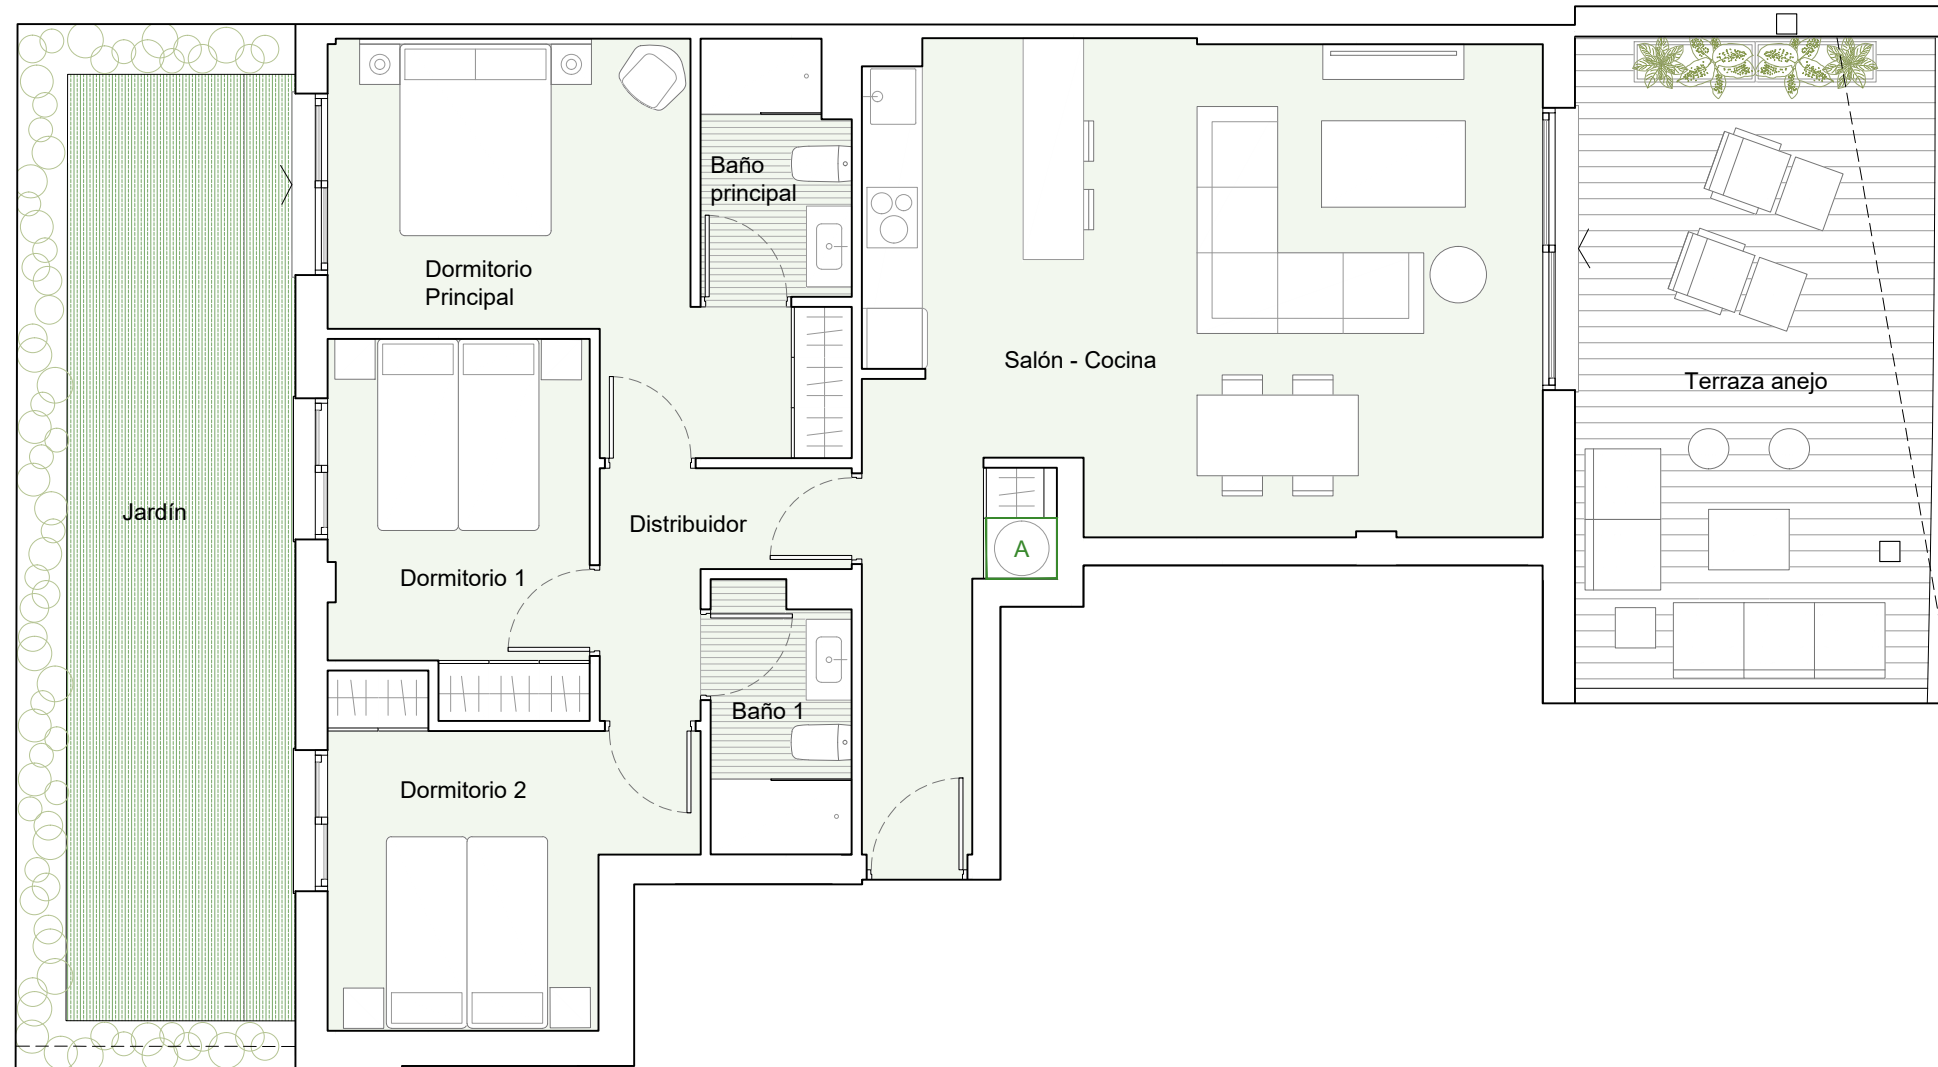 Baño
principal
Dormitorio
Principal
Salón - Cocina
Terraza anejo
Jardín
Distribuidor
A
Dormitorio 1
Baño 1
Dormitorio 2